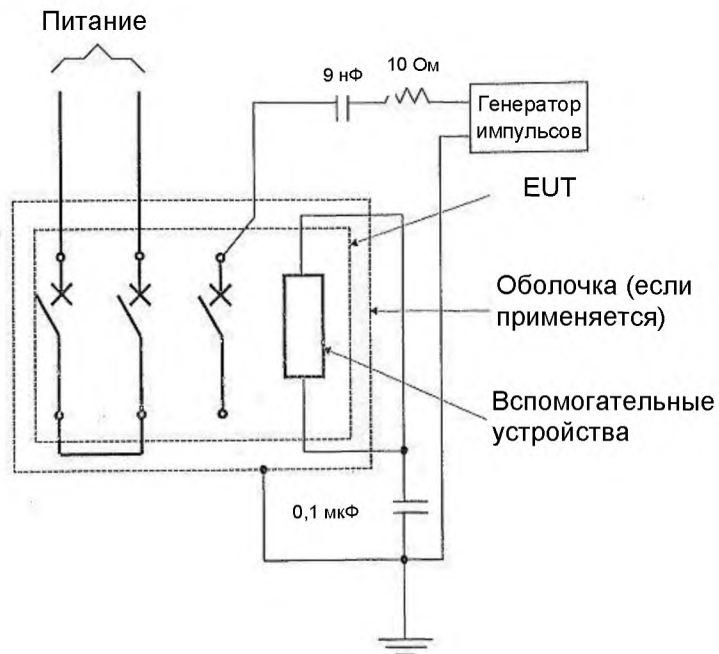 Питание
9 нФ
10 Ом
Генератор
импульсов
EUT
Оболочка (если
применяется)
Вспомогательные
устройства
0,1 мкФ